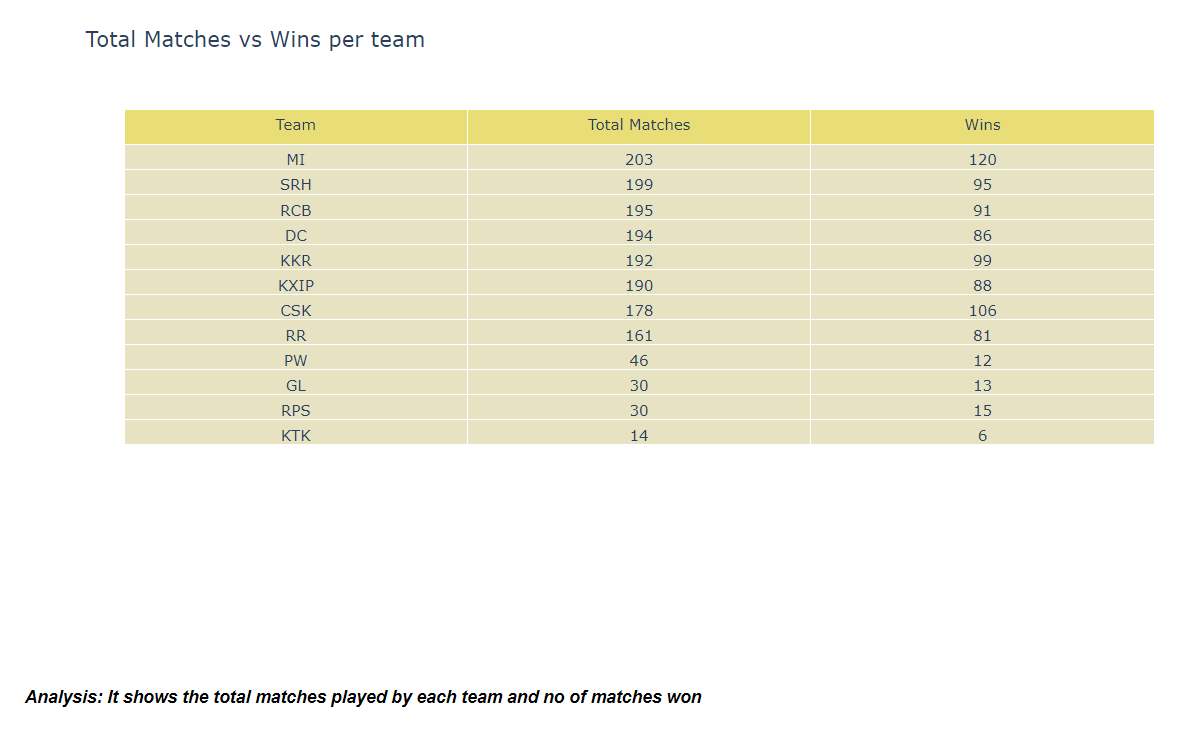 Total Matches vs Wins per team
Team Total Matches Wins
MI 203 120
SRH 199 95
RCB 195 91
DC 194 86
KKR 192 99
KXIP 190 88
CSK 178 106
RR 161 81
PW 46 12
GL 30 13
RPS 30 15
KTK 14 6
Analysis: It shows the total matches played by each team and no of matches won